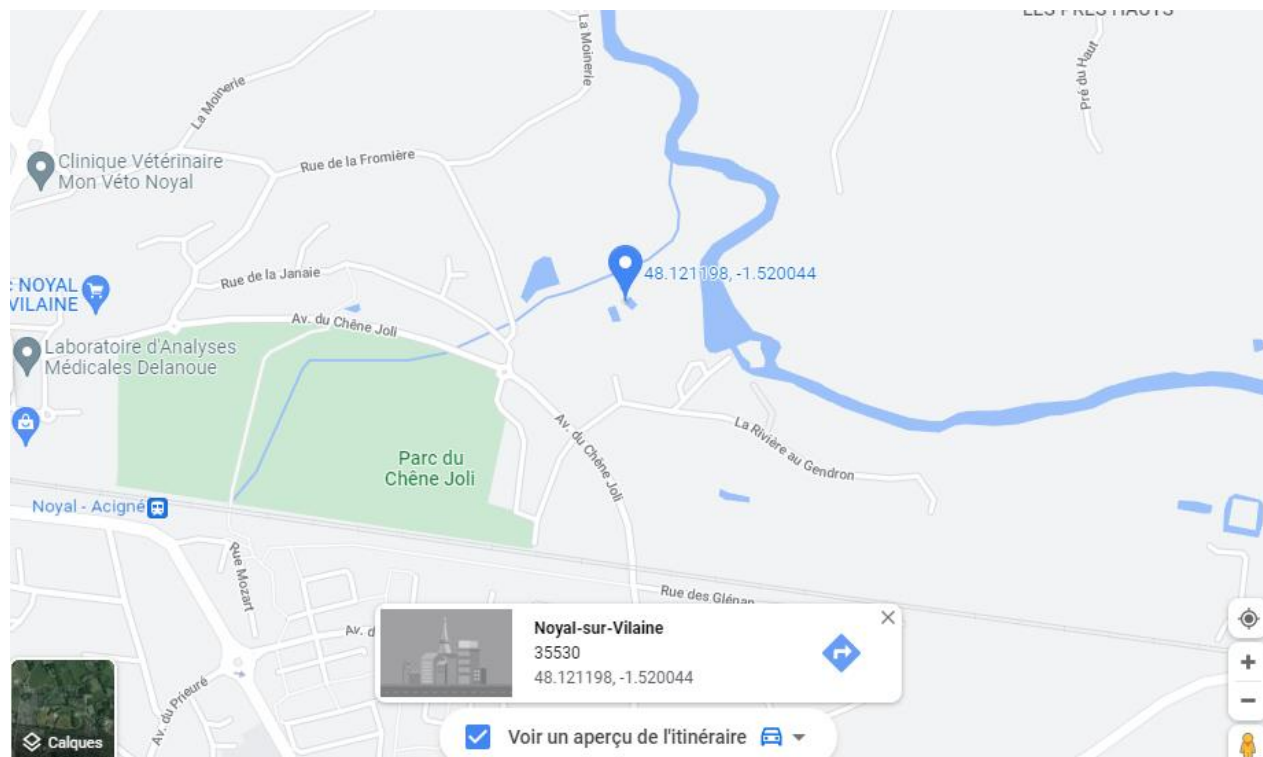 LES PRÉS HAUTS
La Moinerie
Pré du Haut
La Moinerie
Clinique Vétérinaire
Mon Véto Noyal
Rue de la Fromière
48.121198, -1.520044
Rue de la Janaie
NOYAL
VILAINE
Av. du Chêne Joli
Laboratoire d'Analyses
Médicales Delanoue
Av. du Chêne Joli
La Rivière au Gendron
Parc du
Chêne Joli
Noyal - Acigné
Rue Mozart
Rue des Glénan
Av. d
Noyal-sur-Vilaine
35530
48.121198, -1.520044
Av. du Prieuré
Calques
Voir un aperçu de l'itinéraire